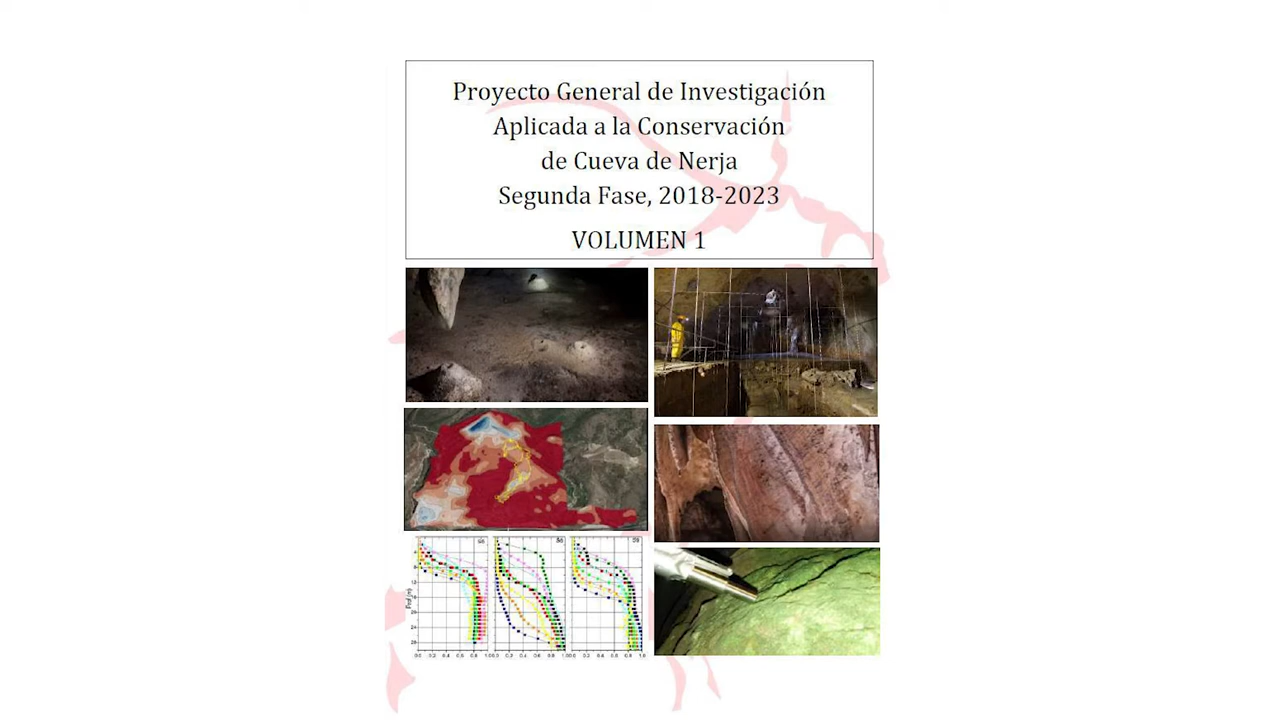 Proyecto General de Investigación
Aplicada a la Conservación
de Cueva de Nerja
Segunda Fase, 2018-2023
VOLUMEN 1